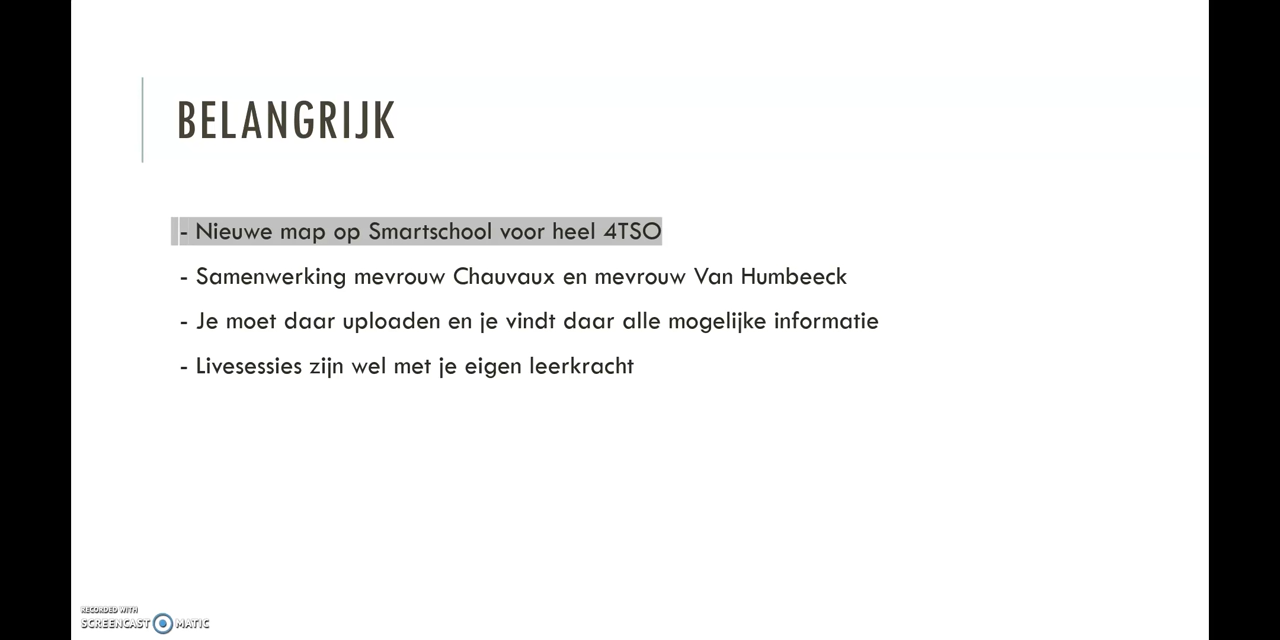 BELANGRIJK
- Nieuwe map op Smartschool voor heel 4TSO
- Samenwerking mevrouw Chauvaux en mevrouw Van Humbeeck
- Je moet daar uploaden en je vindt daar alle mogelijke informatie
- Livesessies zijn wel met je eigen leerkracht
RECORDED WITH
SCREENCAST MATIC